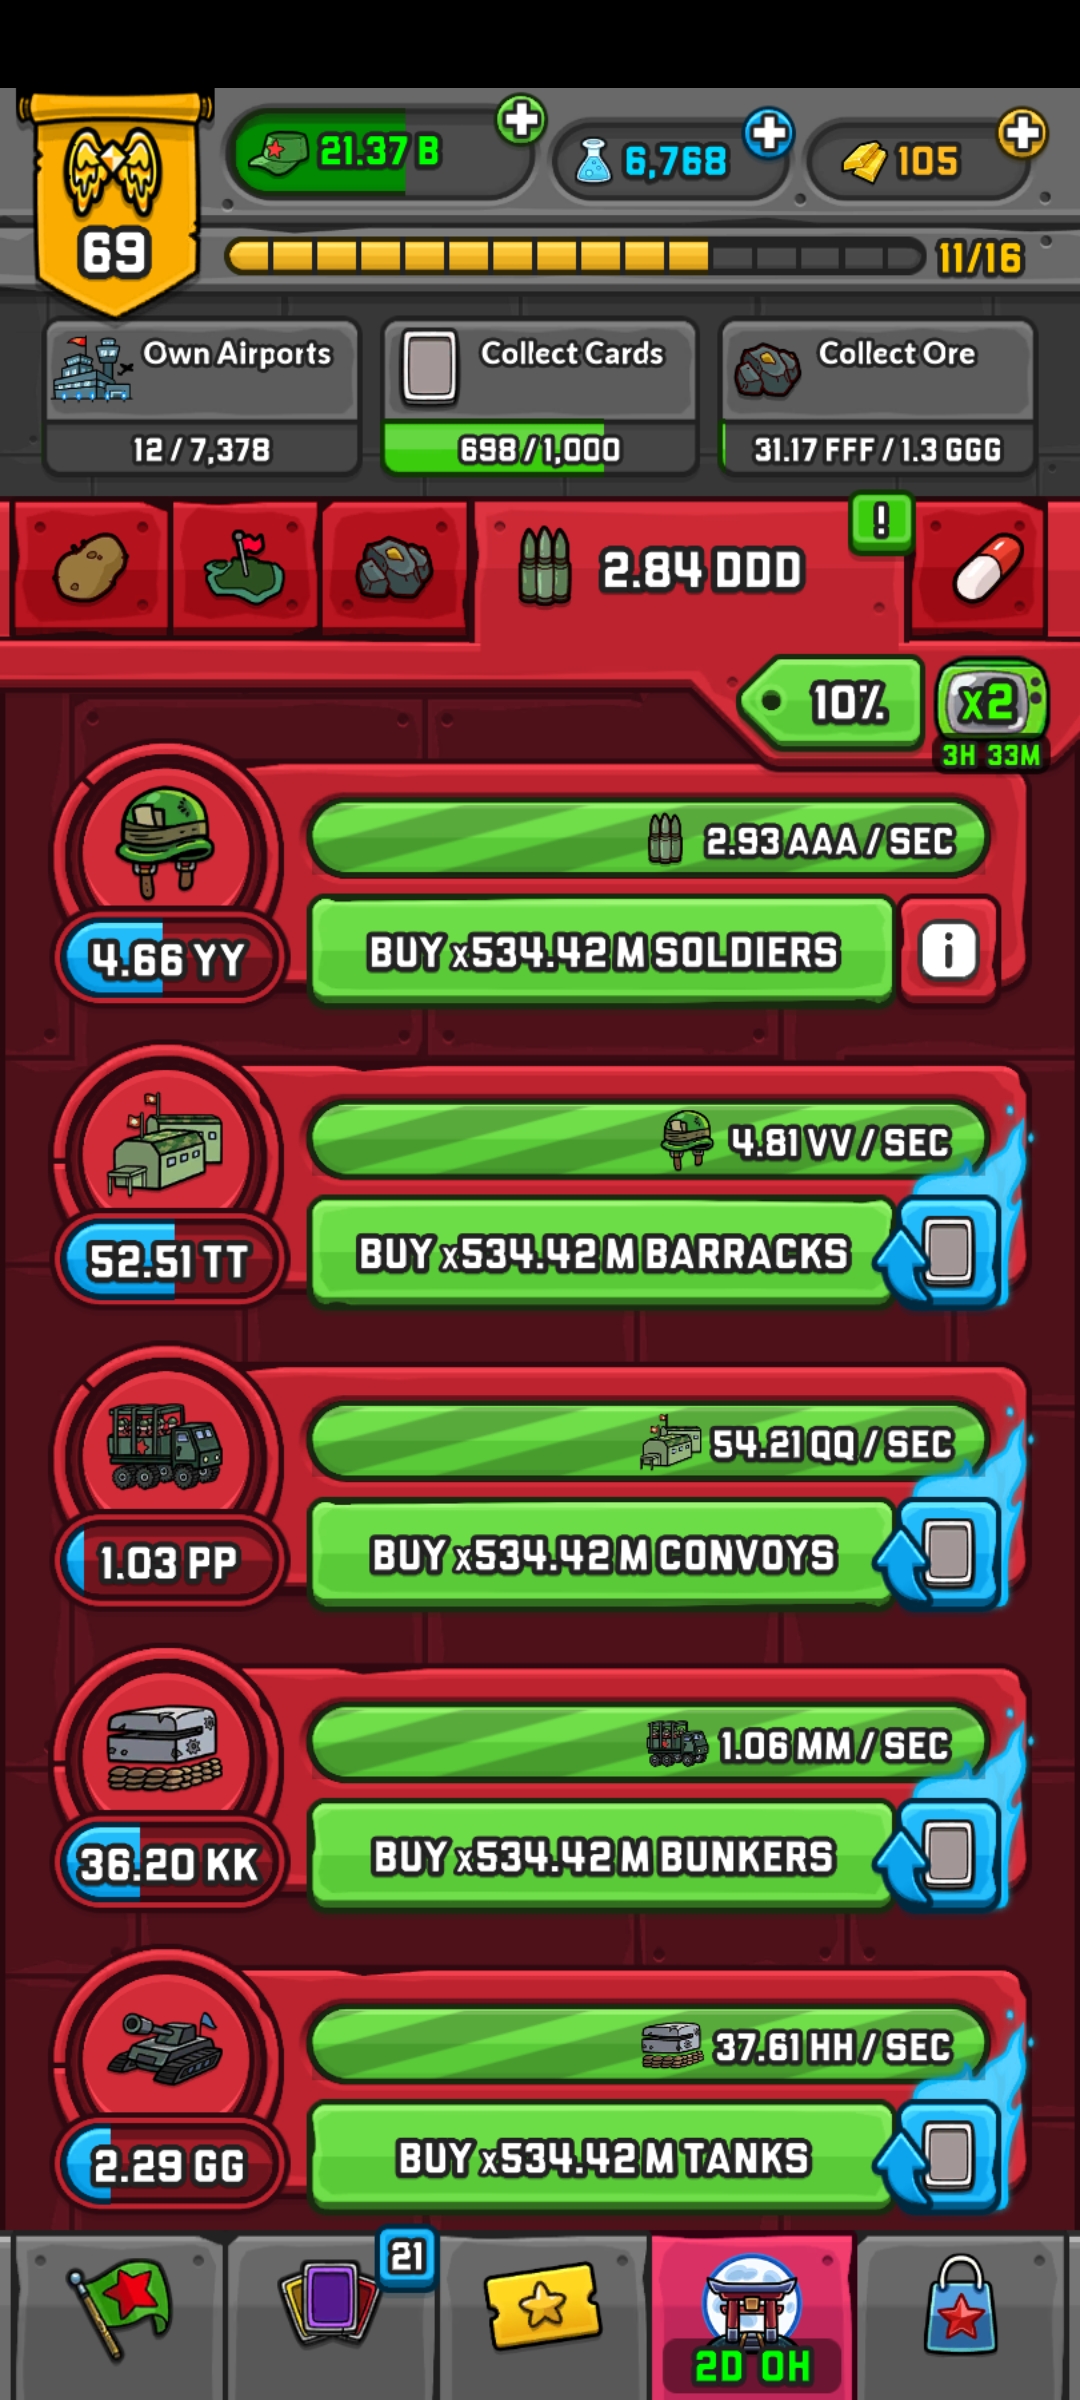 21.37 B
6,768
105
69
11/16
Own Airports
12 / 7,378
Collect Cards
698 / 1,000
Collect Ore
31.17 FFF / 1.3 GGG
2.84 DDD
!
10%
x2
3H 33M
2.93 AAA / SEC
4.66 YY
BUY x534.42 M SOLDIERS
i
4.81 VV / SEC
52.51 TT
BUY x534.42 M BARRACKS
54.21 QQ / SEC
1.03 PP
BUY x534.42 M CONVOYS
1.06 MM / SEC
36.20 KK
BUY x534.42 M BUNKERS
37.61 HH / SEC
2.29 GG
BUY x534.42 M TANKS
21
2D 0H